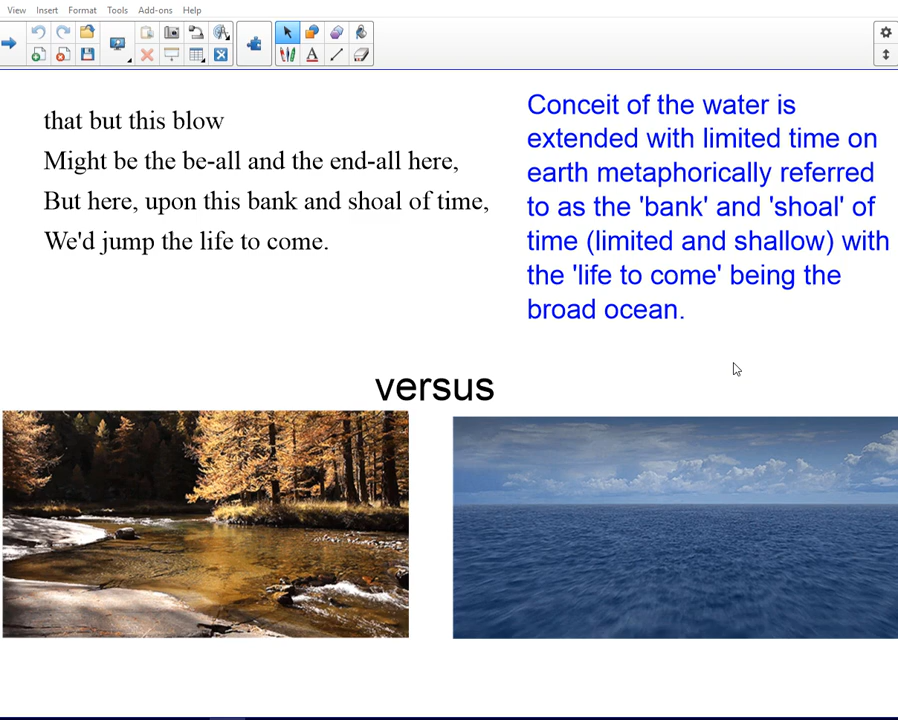 View Insert Format Tools Add-ons Help
A
that but this blow
Might be the be-all and the end-all here,
But here, upon this bank and shoal of time,
We'd jump the life to come.
Conceit of the water is
extended with limited time on
earth metaphorically referred
to as the 'bank' and 'shoal' of
time (limited and shallow) with
the 'life to come' being the
broad ocean.
versus